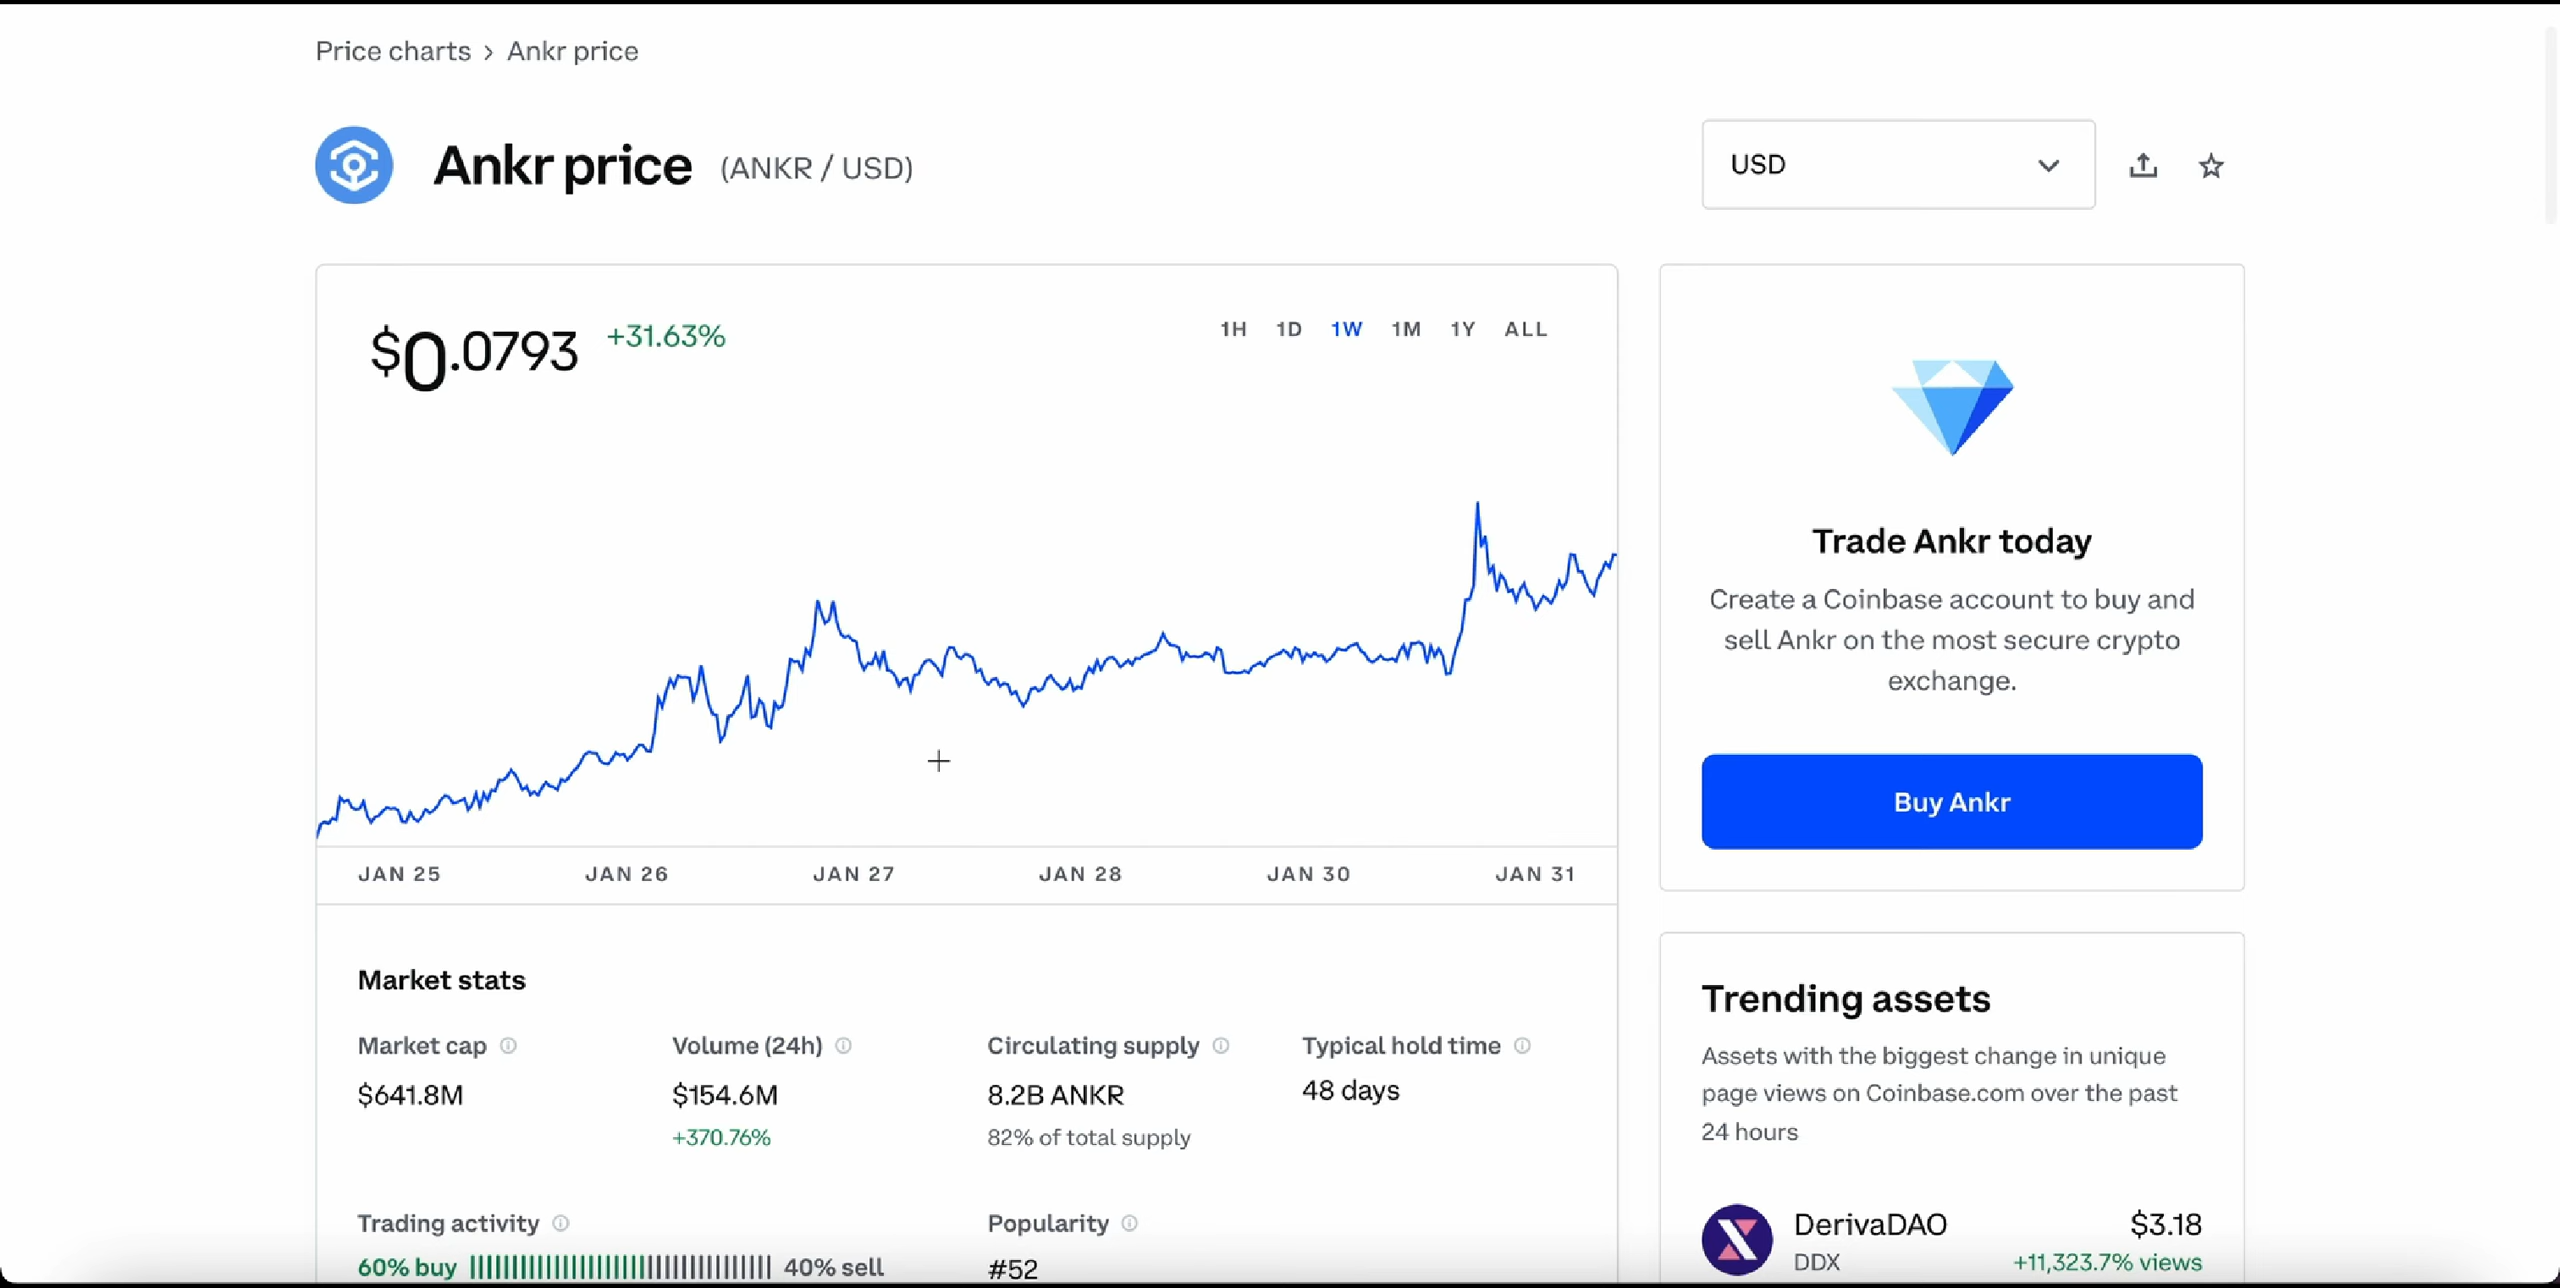 Price charts > Ankr price
Ankr price (ANKR / USD)
USD
$0.0793 +31.63%
1H 1D 1W 1M 1Y ALL
JAN 25 JAN 26 JAN 27 JAN 28 JAN 30 JAN 31
Trade Ankr today
Create a Coinbase account to buy and
sell Ankr on the most secure crypto
exchange.
Buy Ankr
Market stats
Market cap
$641.8M
Volume (24h)
$154.6M
+370.76%
Circulating supply
8.2B ANKR
82% of total supply
Typical hold time
48 days
Trading activity
60% buy 40% sell
Popularity
#52
Trending assets
Assets with the biggest change in unique
page views on Coinbase.com over the past
24 hours
DerivaDAO $3.18
DDX +11,323.7% views